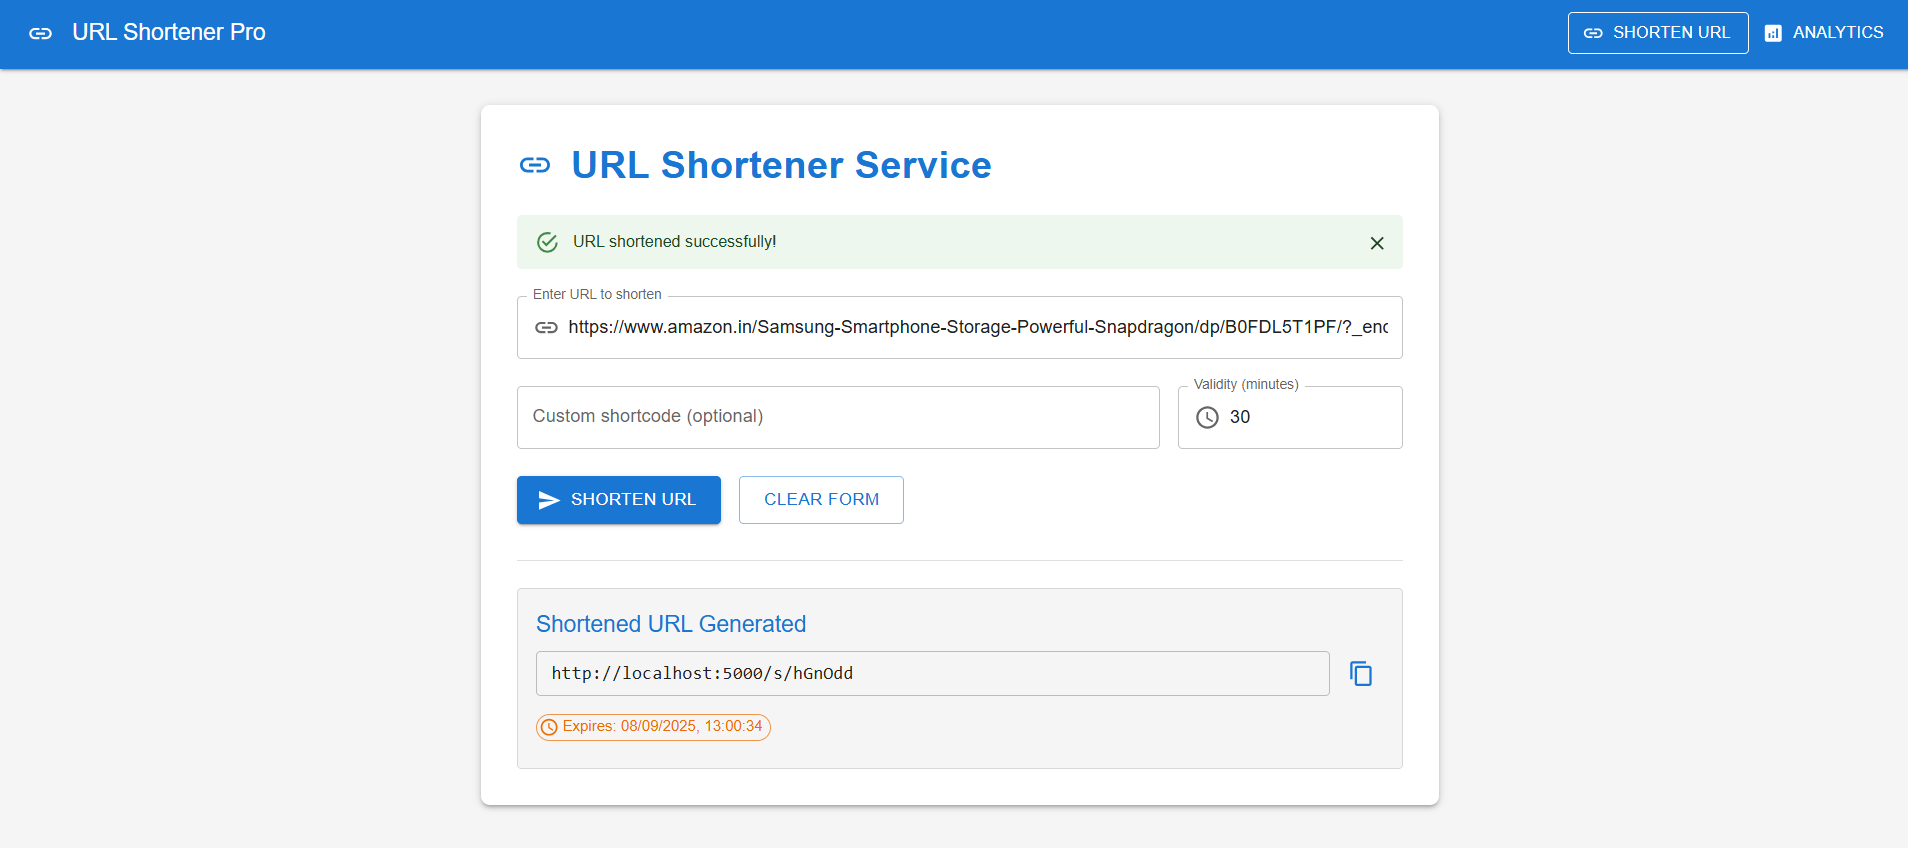 URL Shortener Pro
SHORTEN URL
ANALYTICS
URL Shortener Service
URL shortened successfully!
Enter URL to shorten
https://www.amazon.in/Samsung-Smartphone-Storage-Powerful-Snapdragon/dp/B0FDL5T1PF/?_enc
Custom shortcode (optional)
Validity (minutes)
30
SHORTEN URL
CLEAR FORM
Shortened URL Generated
http://localhost:5000/s/hGnOdd
Expires: 08/09/2025, 13:00:34